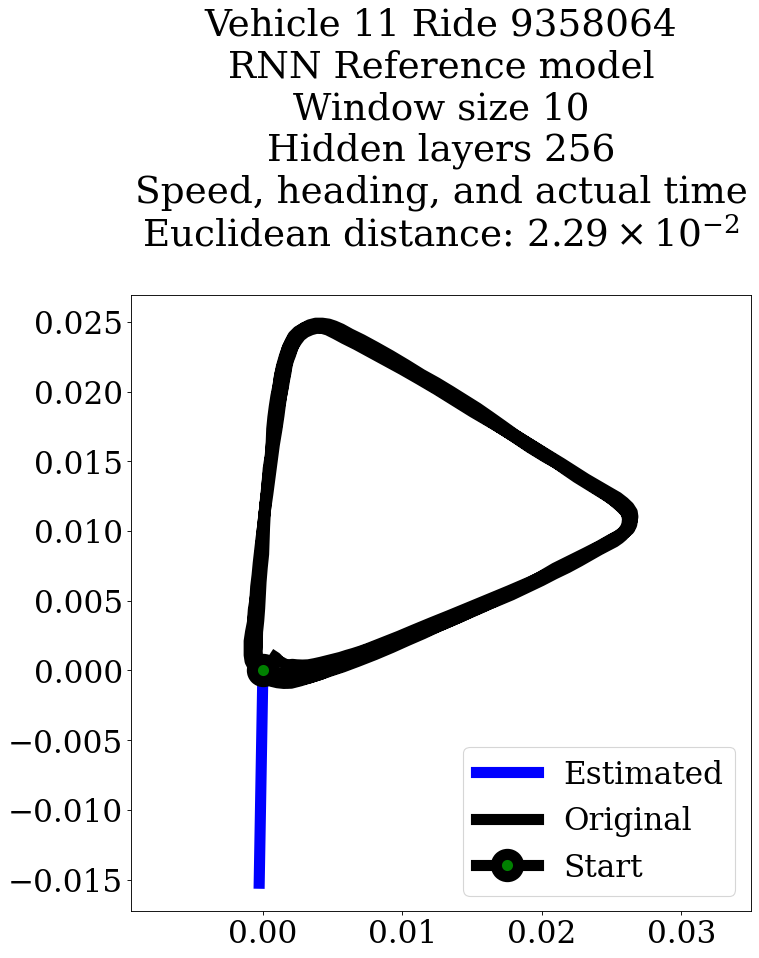 Vehicle 11 Ride 9358064
RNN Reference model
Window size 10
Hidden layers 256
Speed, heading, and actual time
Euclidean distance: 2.29 × 10⁻²
0.025
0.020
0.015
0.010
0.005
0.000
−0.005
−0.010
−0.015
Estimated
Original
Start
0.00 0.01 0.02 0.03